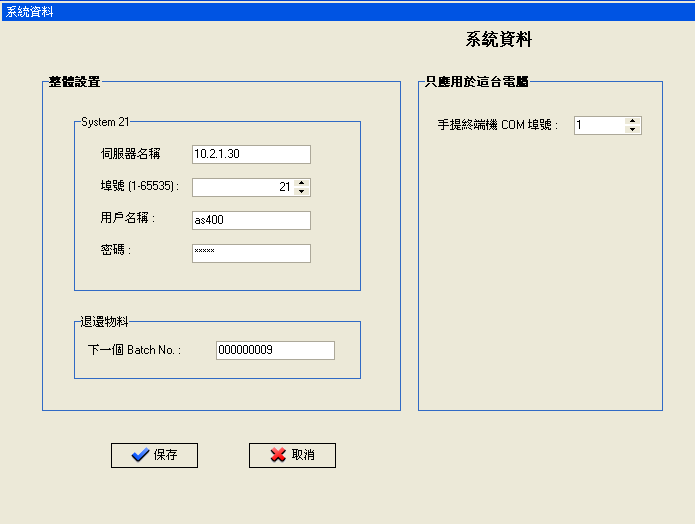 系統資料
系統資料
整體設置
System 21
伺服器名稱
10.2.1.30
埠號 (1-65535) :
21
用戶名稱 :
as400
密碼 :
*****
退還物料
下一個 Batch No. :
000000009
只應用於這台電腦
手提終端機 COM 埠號 :
1
保存
取消